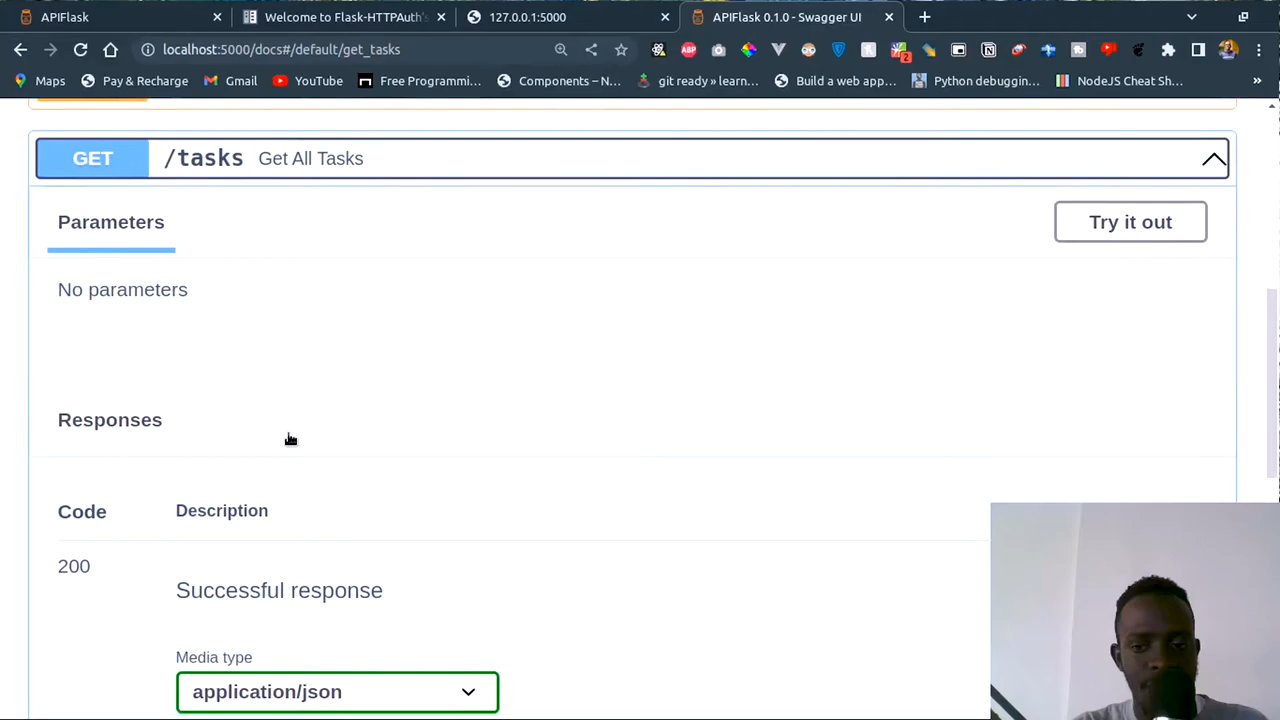 APIFlask
Welcome to Flask-HTTPAuth's
127.0.0.1:5000
APIFlask 0.1.0 - Swagger UI
localhost:5000/docs#/default/get_tasks
ABP
2
Maps
Pay & Recharge
Gmail
YouTube
Free Programmi...
Components – N...
git ready » learn...
Build a web app...
Python debuggin...
NodeJS Cheat Sh...
»
GET /tasks Get All Tasks
Parameters
Try it out
No parameters
Responses
Code Description
200
Successful response
Media type
application/json